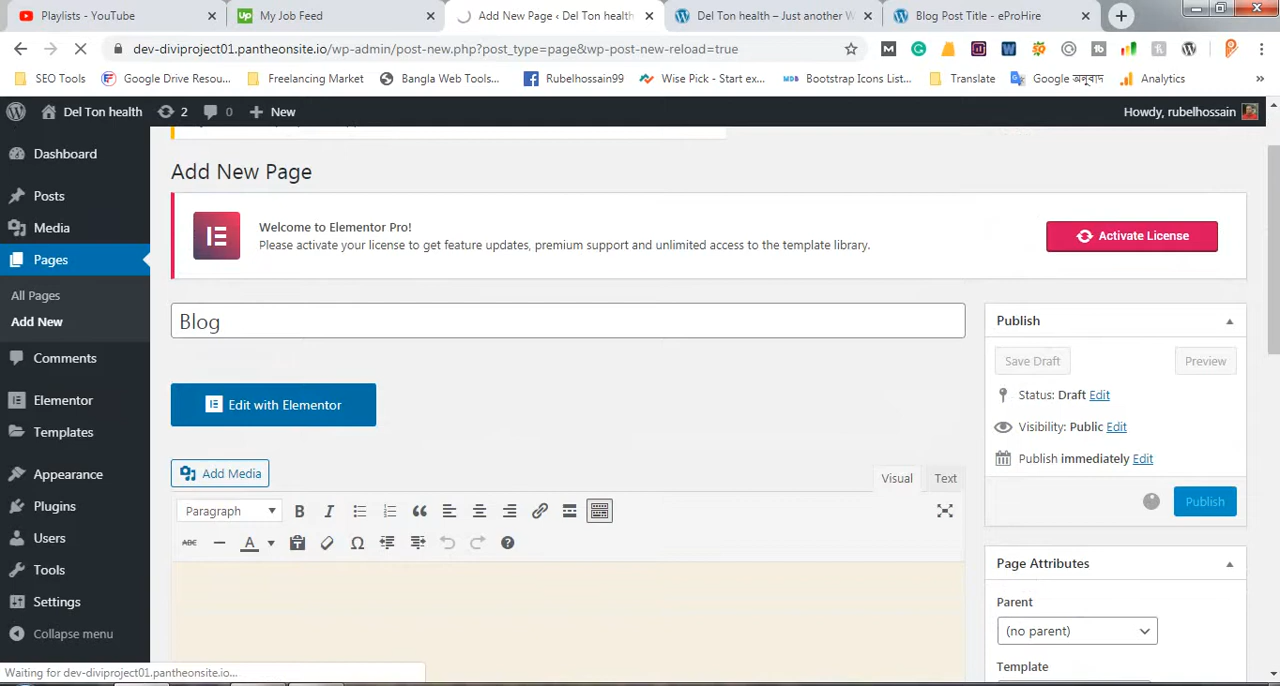 Playlists - YouTube
My Job Feed
Add New Page ‹ Del Ton health
Del Ton health – Just another W
Blog Post Title - eProHire
dev-diviproject01.pantheonsite.io/wp-admin/post-new.php?post_type=page&wp-post-new-reload=true
SEO Tools
Google Drive Resou...
Freelancing Market
Bangla Web Tools...
Rubelhossain99
Wise Pick - Start ex...
Bootstrap Icons List...
Translate
Google অনুবাদ
Analytics
»
Del Ton health
2
0
New
Howdy, rubelhossain
Dashboard
Posts
Media
Pages
All Pages
Add New
Comments
Elementor
Templates
Appearance
Plugins
Users
Tools
Settings
Collapse menu
Add New Page
Welcome to Elementor Pro!
Please activate your license to get feature updates, premium support and unlimited access to the template library.
Activate License
Blog
Edit with Elementor
Add Media
Visual
Text
Paragraph
B
I
ABC
A
Publish
Save Draft
Preview
Status: Draft Edit
Visibility: Public Edit
Publish immediately Edit
Publish
Page Attributes
Parent
(no parent)
Template
Waiting for dev-diviproject01.pantheonsite.io...